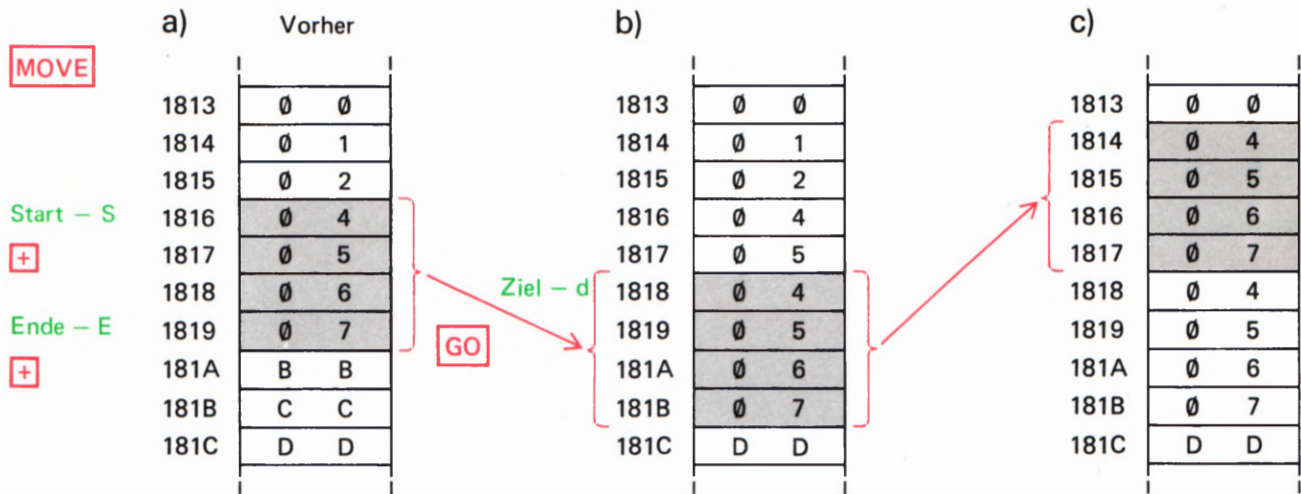 a) Vorher b) c)
MOVE
1813 Ø Ø 1813 Ø Ø 1813 Ø Ø
1814 Ø 1 1814 Ø 1 1814 Ø 4
1815 Ø 2 1815 Ø 2 1815 Ø 5
Start – S 1816 Ø 4 1816 Ø 4 1816 Ø 6
+ 1817 Ø 5 1817 Ø 5 1817 Ø 7
1818 Ø 6 Ziel – d 1818 Ø 4 1818 Ø 4
Ende – E 1819 Ø 7 GO 1819 Ø 5 1819 Ø 5
+ 181A B B 181A Ø 6 181A Ø 6
181B C C 181B Ø 7 181B Ø 7
181C D D 181C D D 181C D D